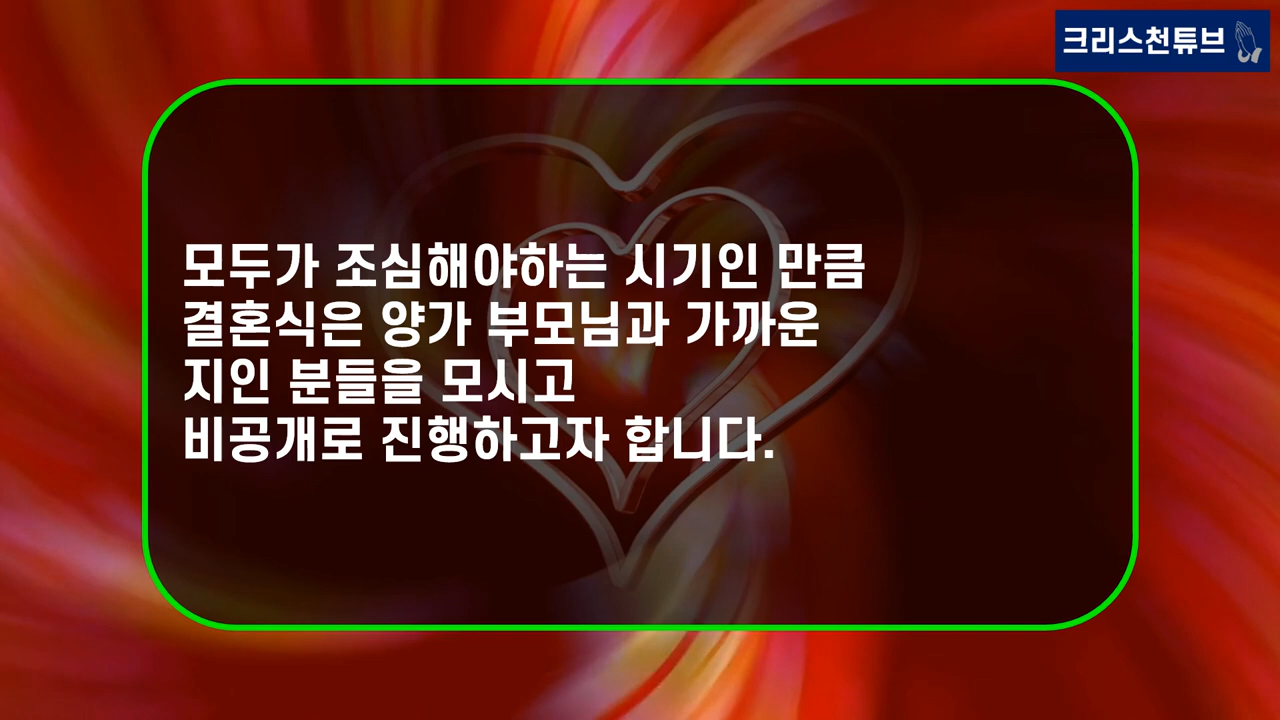 크리스천튜브
모두가 조심해야하는 시기인 만큼
결혼식은 양가 부모님과 가까운
지인 분들을 모시고
비공개로 진행하고자 합니다.